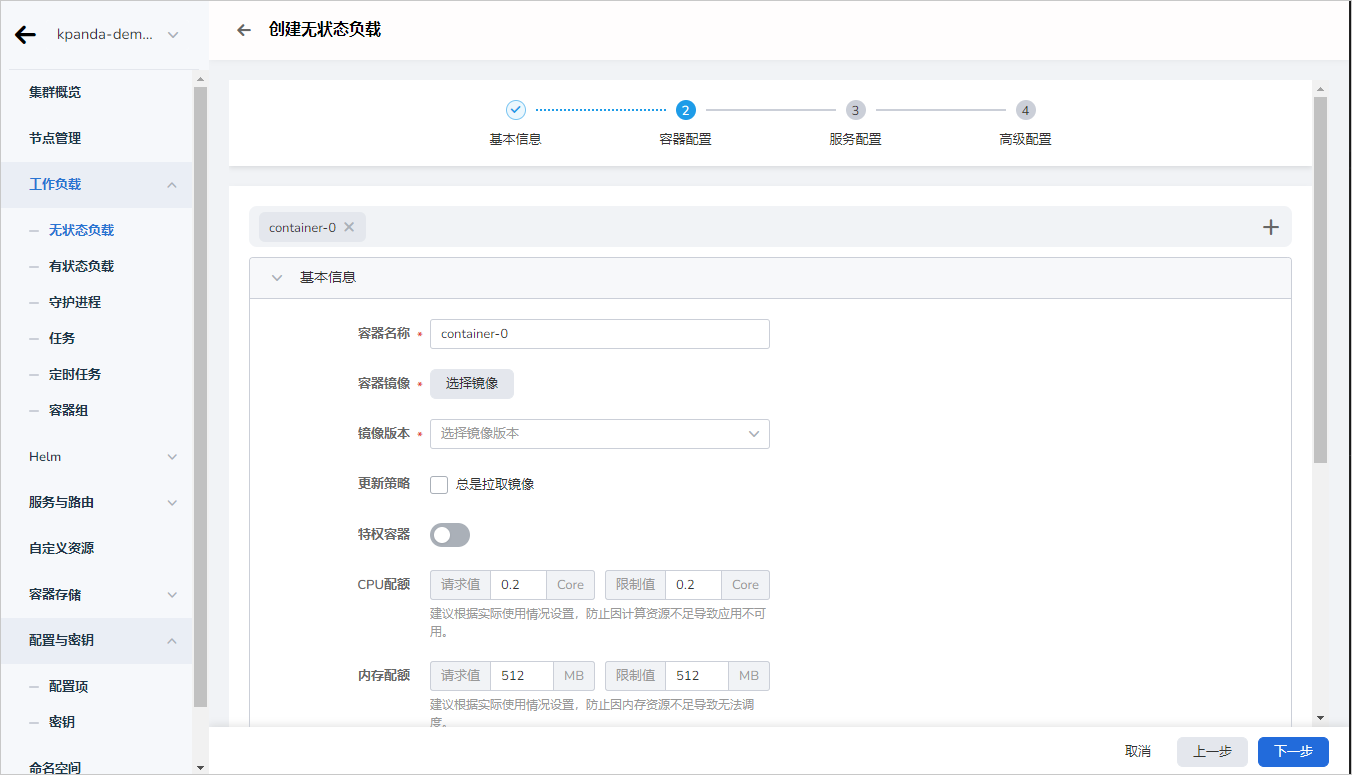 kpanda-dem...
创建无状态负载
集群概览
节点管理
工作负载
无状态负载
有状态负载
守护进程
任务
定时任务
容器组
Helm
服务与路由
自定义资源
容器存储
配置与密钥
配置项
密钥
命名空间
2
3
4
基本信息
容器配置
服务配置
高级配置
container-0
基本信息
容器名称 * container-0
容器镜像 * 选择镜像
镜像版本 * 选择镜像版本
更新策略 总是拉取镜像
特权容器
CPU配额 请求值 0.2 Core 限制值 0.2 Core
建议根据实际使用情况设置，防止因计算资源不足导致应用不可
用。
内存配额 请求值 512 MB 限制值 512 MB
建议根据实际使用情况设置，防止因内存资源不足导致无法调
度。
取消 上一步 下一步